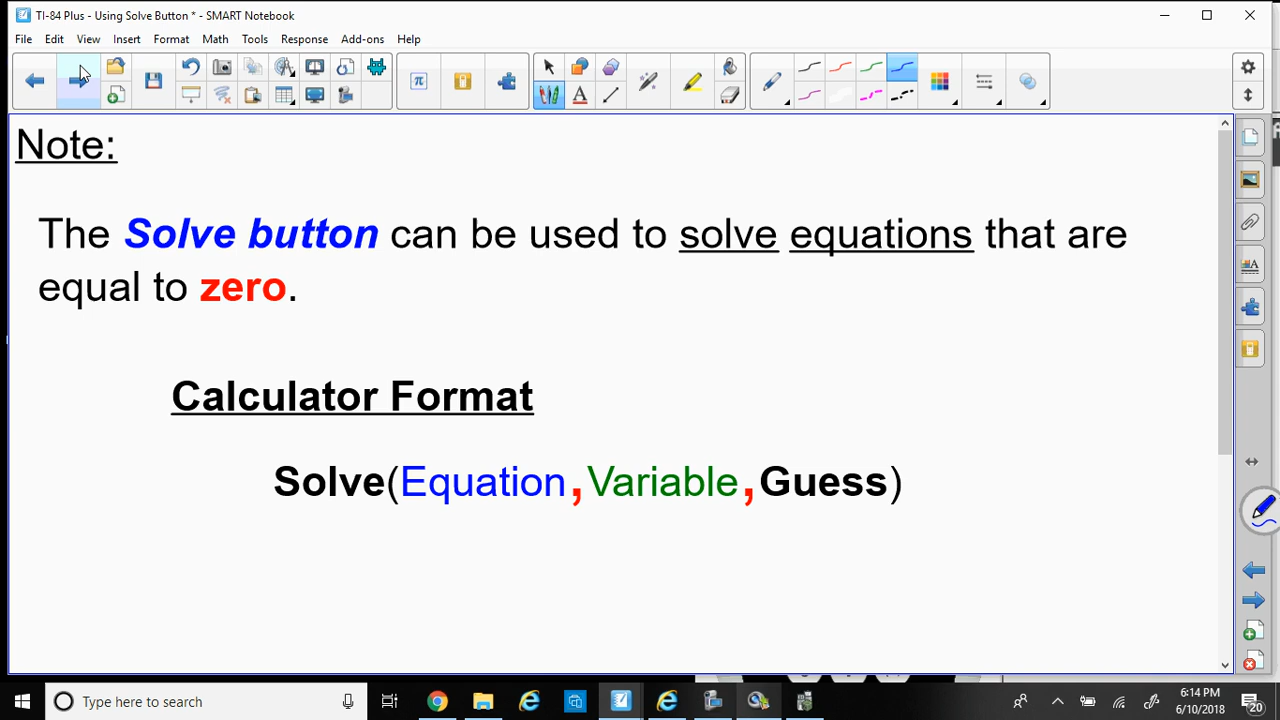 TI-84 Plus - Using Solve Button * - SMART Notebook
File Edit View Insert Format Math Tools Response Add-ons Help
Note:
The Solve button can be used to solve equations that are
equal to zero.
Calculator Format
Solve(Equation,Variable,Guess)
Type here to search
6:14 PM
6/10/2018
20